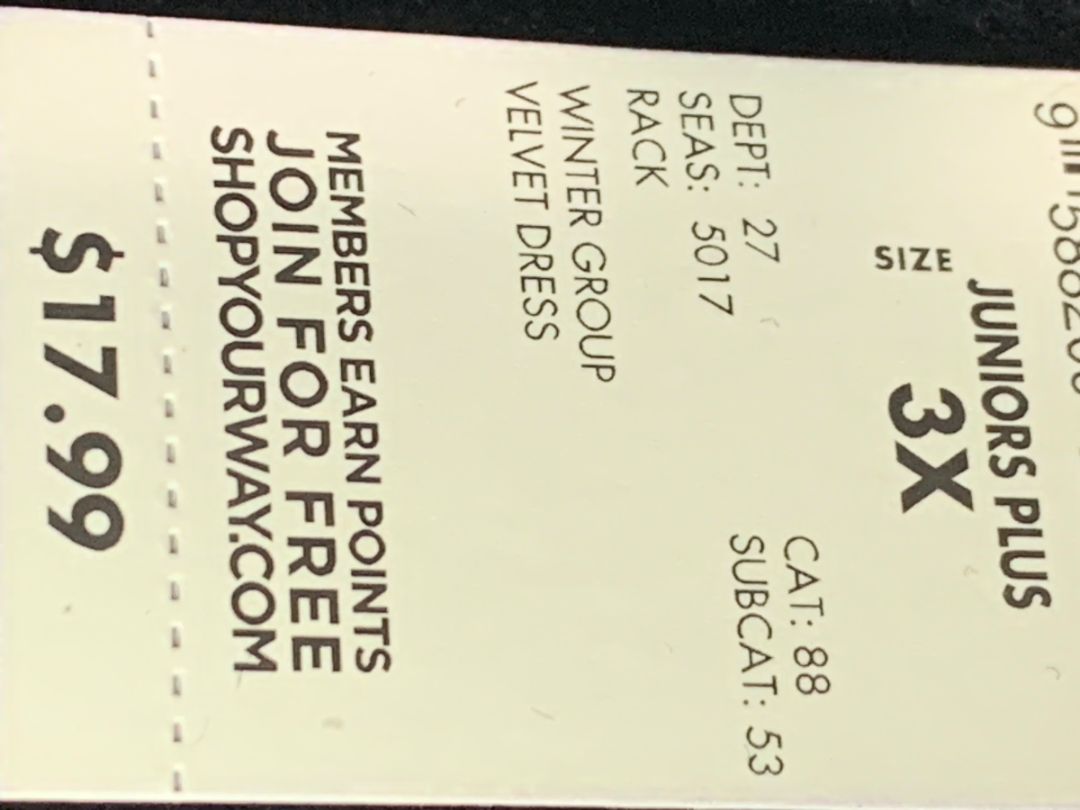 JUNIORS PLUS
SIZE 3X
CAT: 88
DEPT: 27 SUBCAT: 53
SEAS: 5017
RACK
WINTER GROUP
VELVET DRESS
MEMBERS EARN POINTS
JOIN FOR FREE
SHOPYOURWAY.COM
$17.99